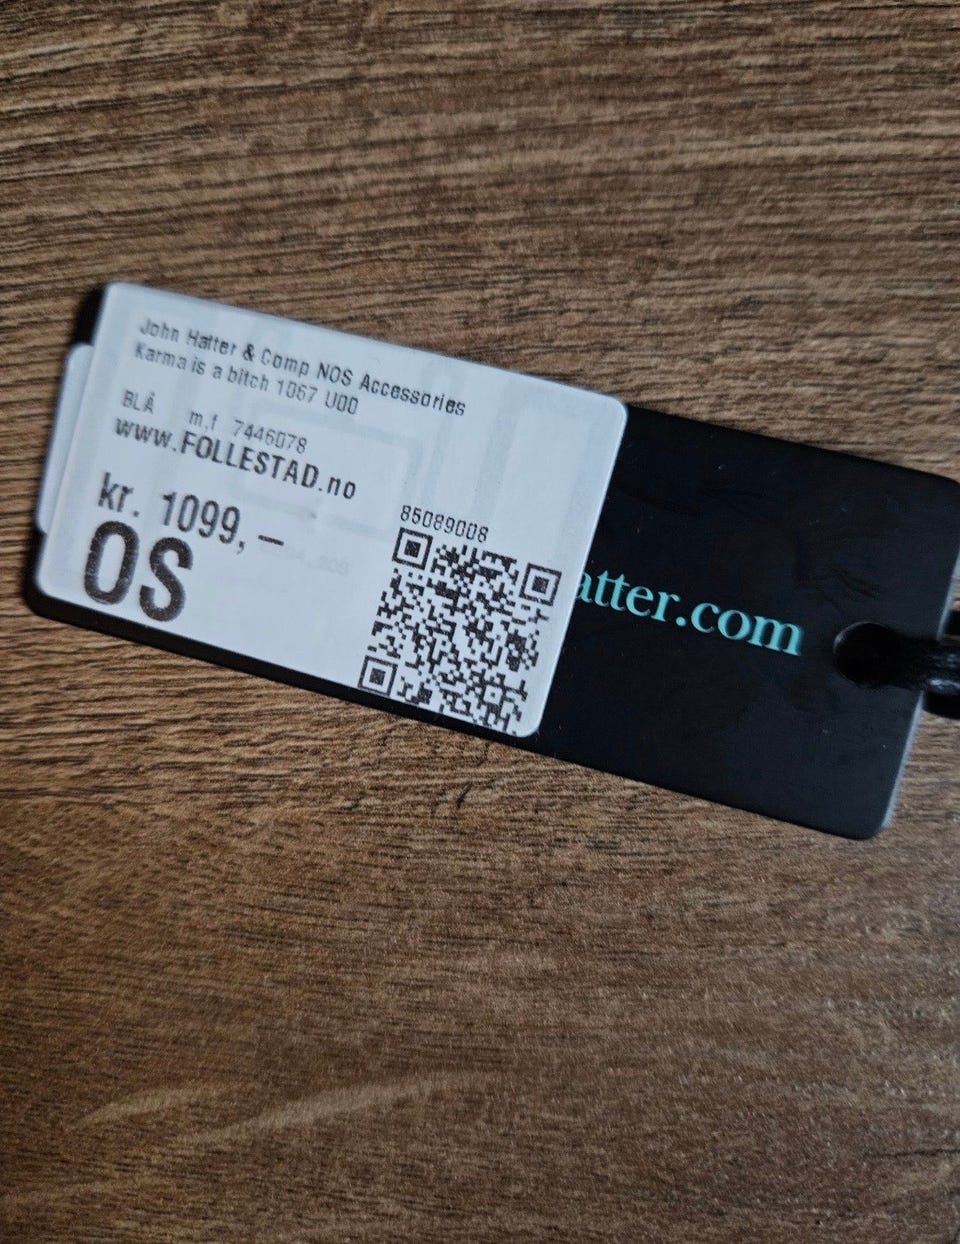 John Hatter & Comp NOS Accessories
Karma is a bitch 1067 U00
BLÅ m,f 7446078
www.FOLLESTAD.no
kr. 1099,–
OS
85089008
atter.com